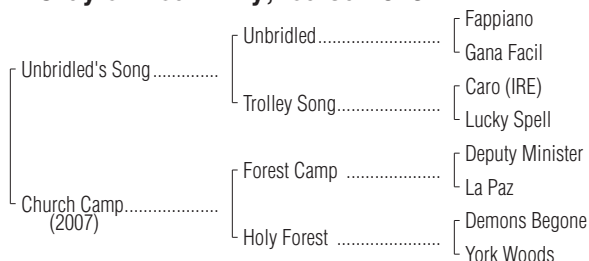 Unbridled's Song..............
Unbridled..........................
Fappiano
Gana Facil
Trolley Song......................
Caro (IRE)
Lucky Spell
Church Camp....................
(2007)
Forest Camp ....................
Deputy Minister
La Paz
Holy Forest ......................
Demons Begone
York Woods